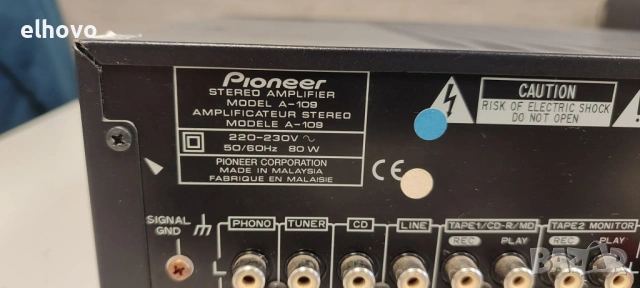 elhovo
Pioneer
STEREO AMPLIFIER
MODEL A-109
AMPLIFICATEUR STEREO
MODELE A-109
220-230V ~
50/60Hz 80W
PIONEER CORPORATION
MADE IN MALAYSIA
FABRIQUE EN MALAISIE
CE
CAUTION
RISK OF ELECTRIC SHOCK
DO NOT OPEN
SIGNAL
GND
PHONO
TUNER
CD
LINE
TAPE1/CD-R/MD
TAPE2 MONITOR
REC PLAY REC PLAY